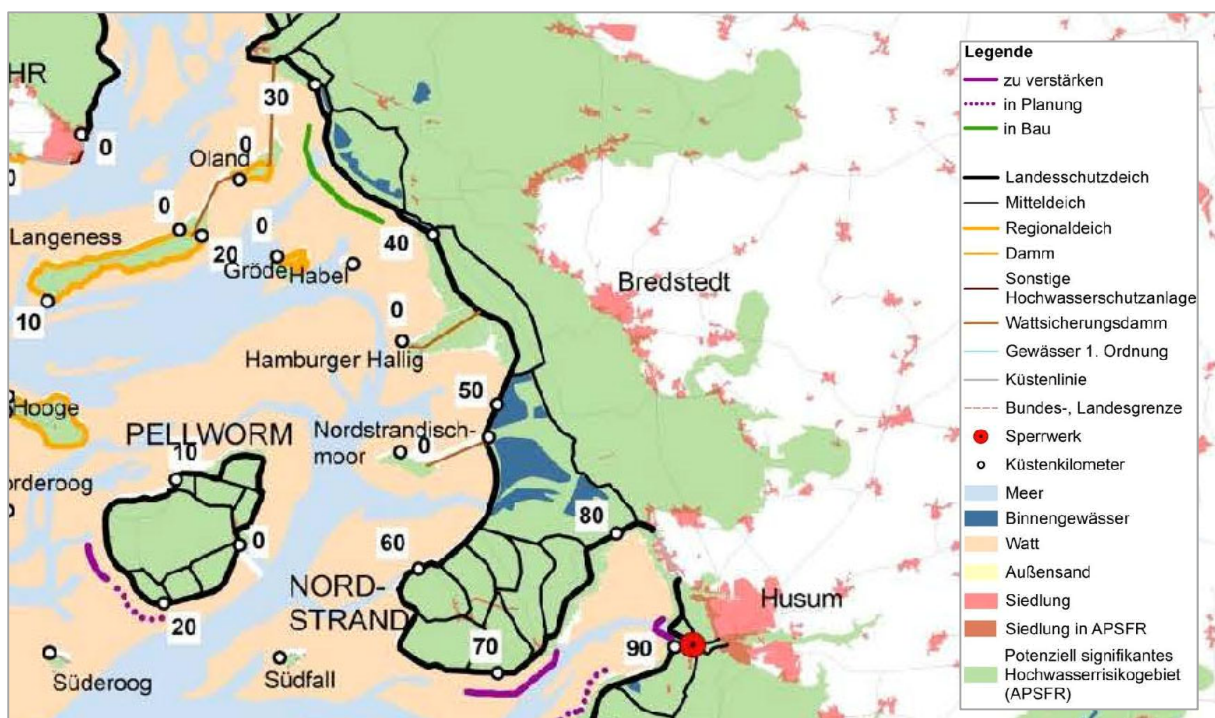 HR
30
0
0
Oland
0
0
Langeness
20
Gröde
Habel
10
40
0
Hamburger Hallig
Bredstedt
Hooge
50
PELLWORM
Nordstrandisch-
moor
0
10
orderoog
0
80
60
NORD-
STRAND
20
70
90
Husum
Süderoog
Südfall
Legende
zu verstärken
in Planung
in Bau
Landesschutzdeich
Mitteldeich
Regionaldeich
Damm
Sonstige
Hochwasserschutzanlage
Wattsicherungsdamm
Gewässer 1. Ordnung
Küstenlinie
Bundes-, Landesgrenze
Sperrwerk
Küstenkilometer
Meer
Binnengewässer
Watt
Außensand
Siedlung
Siedlung in APSFR
Potenziell signifikantes
Hochwasserrisikogebiet
(APSFR)